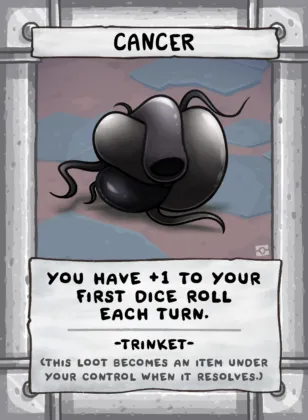 CANCER
YOU HAVE +1 TO YOUR
FIRST DICE ROLL
EACH TURN.
-TRINKET-
(THIS LOOT BECOMES AN ITEM UNDER
YOUR CONTROL WHEN IT RESOLVES.)